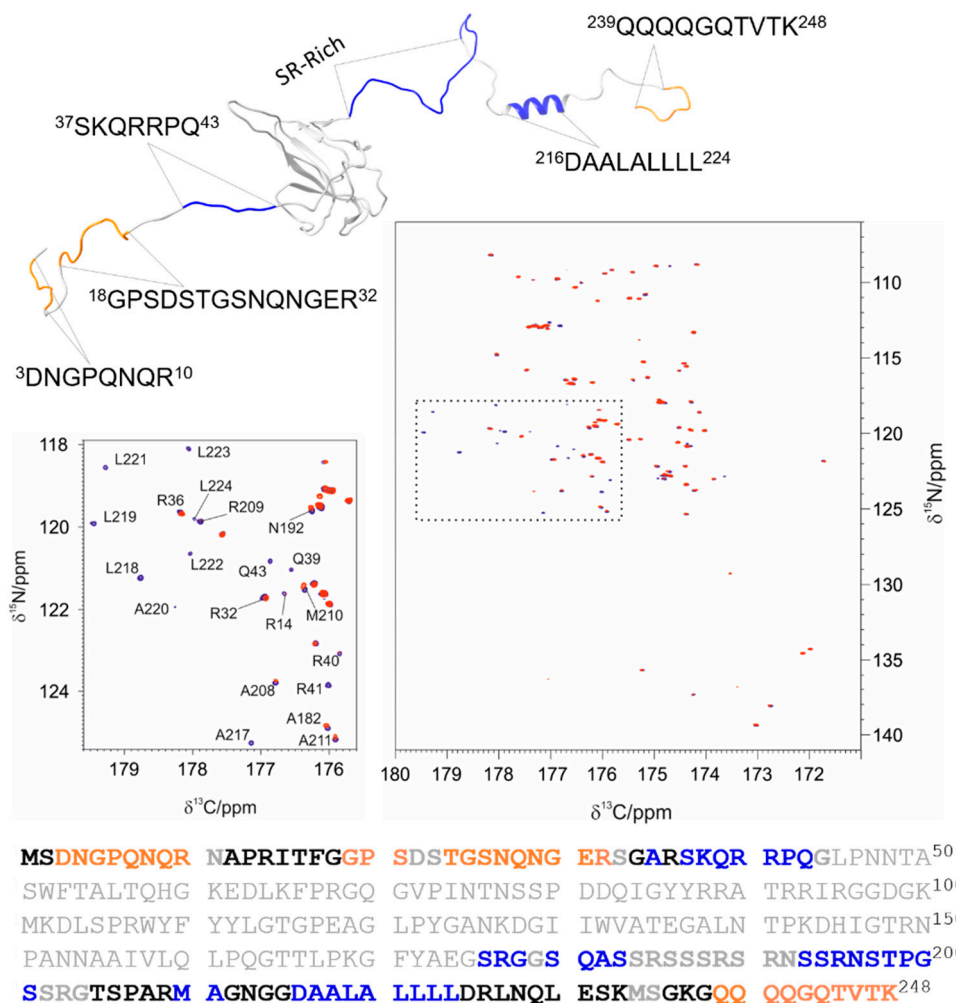 ²³⁹QQQQGQTVTK²⁴⁸
SR-Rich
³⁷SKQRRPQ⁴³
²¹⁶DAALALLLL²²⁴
¹⁸GPSDSTGSNQNGER³²
³DNGPQNQR¹⁰
110
115
120
125
130
135
140
δ¹⁵N/ppm
180 179 178 177 176 175 174 173 172
δ¹³C/ppm
118
120
122
124
δ¹⁵N/ppm
L221
L223
R36
L224
R209
L219
N192
L222
Q43
Q39
L218
A220
R32
R14
M210
R40
A208
R41
A182
A217
A211
179 178 177 176
δ¹³C/ppm
MSDNGPQNQR NAPRITFGGP SDSTGSNQNG ERSGARSKQR RPQGLPNNTA⁵⁰
SWFTALTQHG KEDLKFPRGQ GVPINTNSSP DDQIGYYRRA TRRIRGGDGK¹⁰⁰
MKDLSPRWYF YYLGTGPEAG LPYGANKDGI IWVATEGALN TPKDHIGTRN¹⁵⁰
PANNAAIVLQ LPQGTTLPKG FYAEGSRGGS QASSRSSSRS RNSSRNSTPG²⁰⁰
SSRGTSPARM AGNGGDAALA LLLLDRLNQL ESKMSGKGQQ QQGQTVTK²⁴⁸